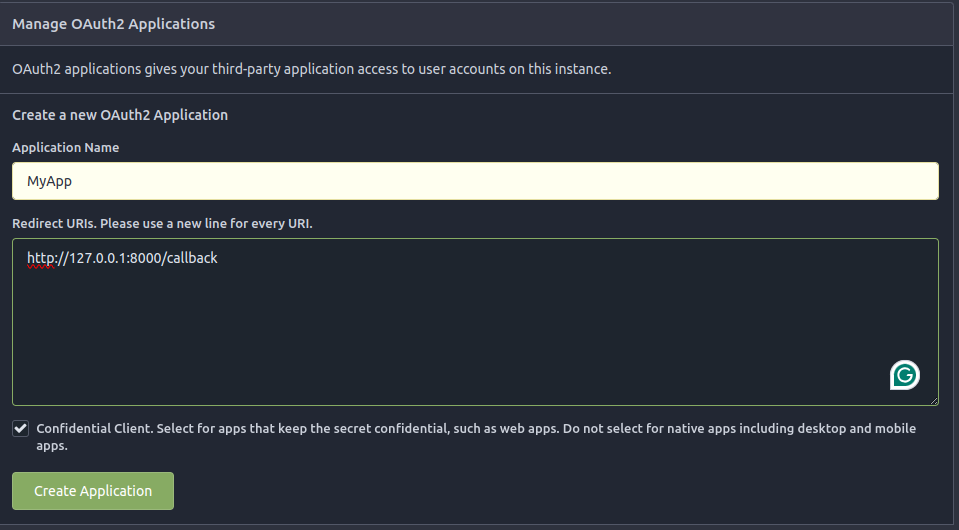 Manage OAuth2 Applications
OAuth2 applications gives your third-party application access to user accounts on this instance.
Create a new OAuth2 Application
Application Name
MyApp
Redirect URIs. Please use a new line for every URI.
http://127.0.0.1:8000/callback
G
Confidential Client. Select for apps that keep the secret confidential, such as web apps. Do not select for native apps including desktop and mobile
apps.
Create Application